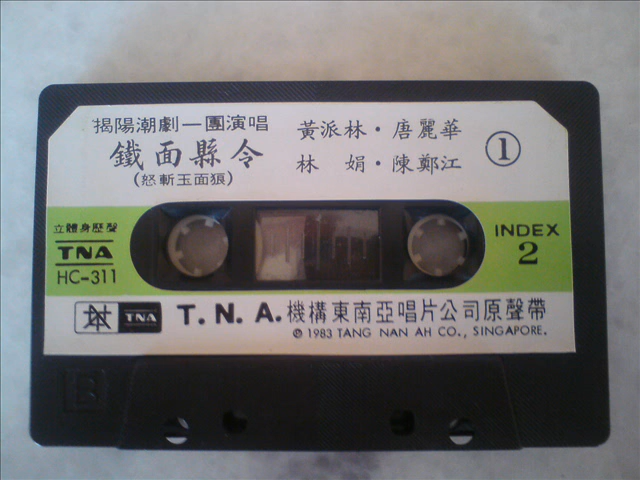 揭陽潮劇一團演唱
鐵面縣令
(怒斬玉面狼)
黃派林·唐麗華
林 娟·陳鄭江
①
立體身歷聲
TNA
HC-311
INDEX
2
TNA
T.N.A.機構東南亞唱片公司原聲帶
© 1983 TANG NAN AH CO., SINGAPORE.
B